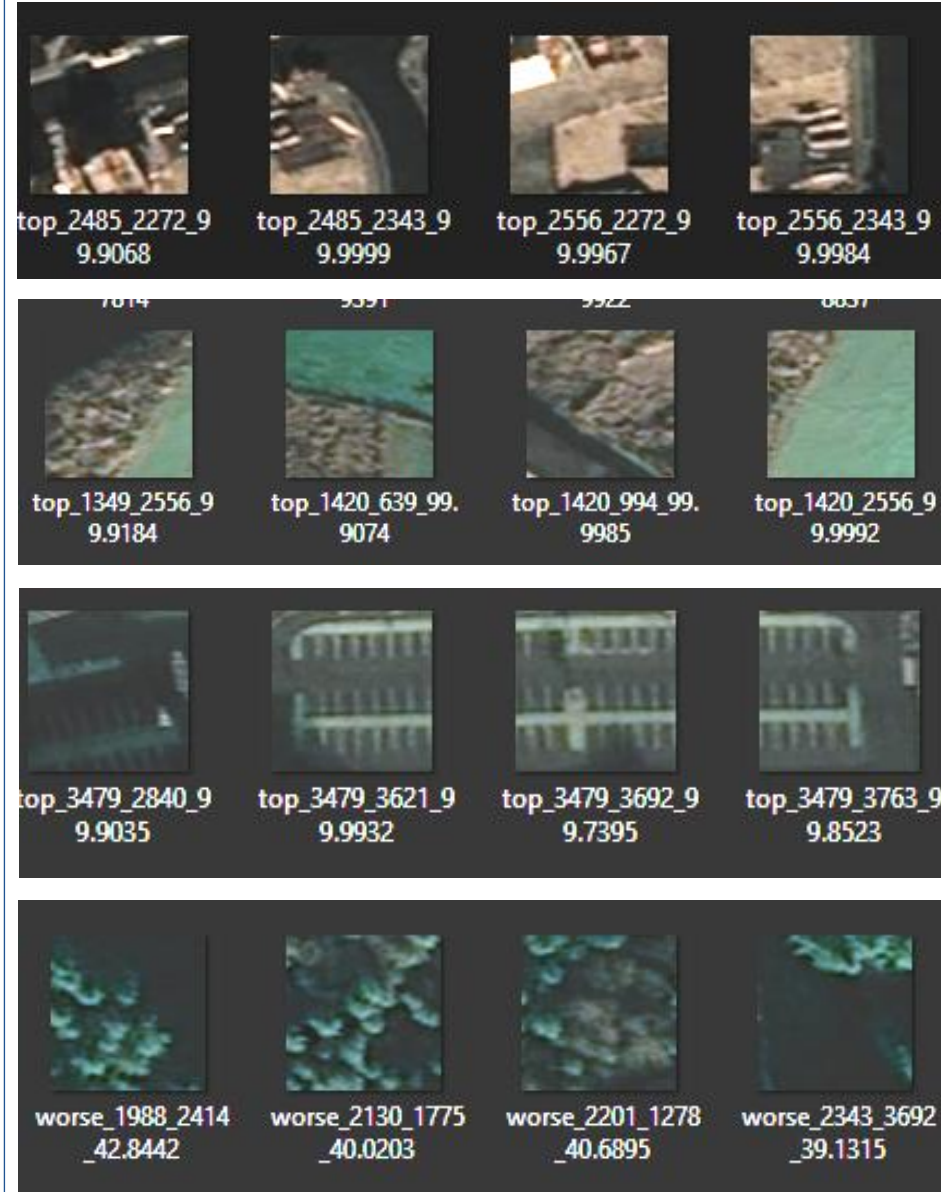 top_2485_2272_9 top_2485_2343_9 top_2556_2272_9 top_2556_2343_9
9.9068 9.9999 9.9967 9.9984
top_1349_2556_9 top_1420_639_99. top_1420_994_99. top_1420_2556_9
9.9184 9074 9985 9.9992
top_3479_2840_9 top_3479_3621_9 top_3479_3692_9 top_3479_3763_9
9.9035 9.9932 9.7395 9.8523
worse_1988_2414 worse_2130_1775 worse_2201_1278 worse_2343_3692
_42.8442 _40.0203 _40.6895 _39.1315